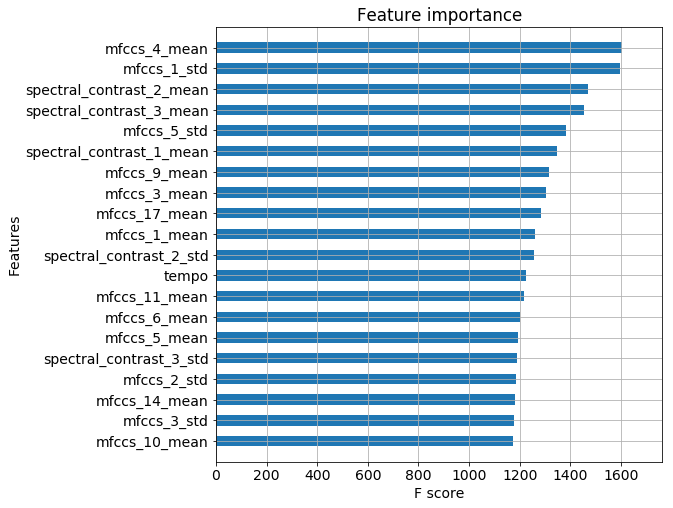 Feature importance
Features
mfccs_4_mean
mfccs_1_std
spectral_contrast_2_mean
spectral_contrast_3_mean
mfccs_5_std
spectral_contrast_1_mean
mfccs_9_mean
mfccs_3_mean
mfccs_17_mean
mfccs_1_mean
spectral_contrast_2_std
tempo
mfccs_11_mean
mfccs_6_mean
mfccs_5_mean
spectral_contrast_3_std
mfccs_2_std
mfccs_14_mean
mfccs_3_std
mfccs_10_mean
0 200 400 600 800 1000 1200 1400 1600
F score